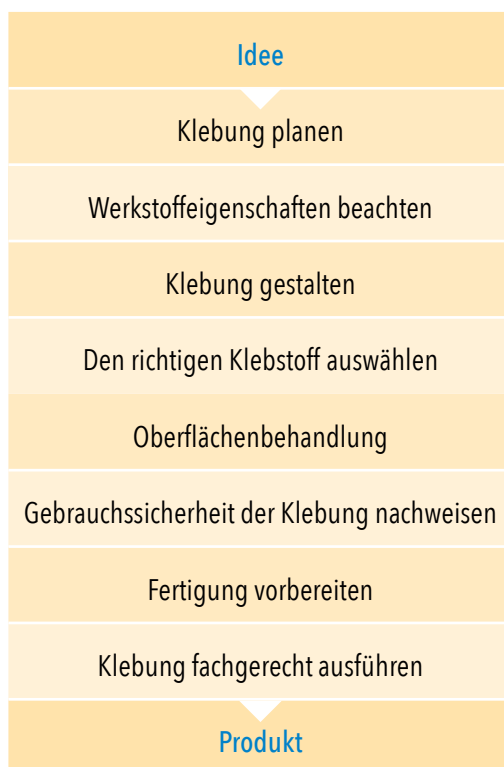 Idee
Klebung planen
Werkstoffeigenschaften beachten
Klebung gestalten
Den richtigen Klebstoff auswählen
Oberflächenbehandlung
Gebrauchssicherheit der Klebung nachweisen
Fertigung vorbereiten
Klebung fachgerecht ausführen
Produkt